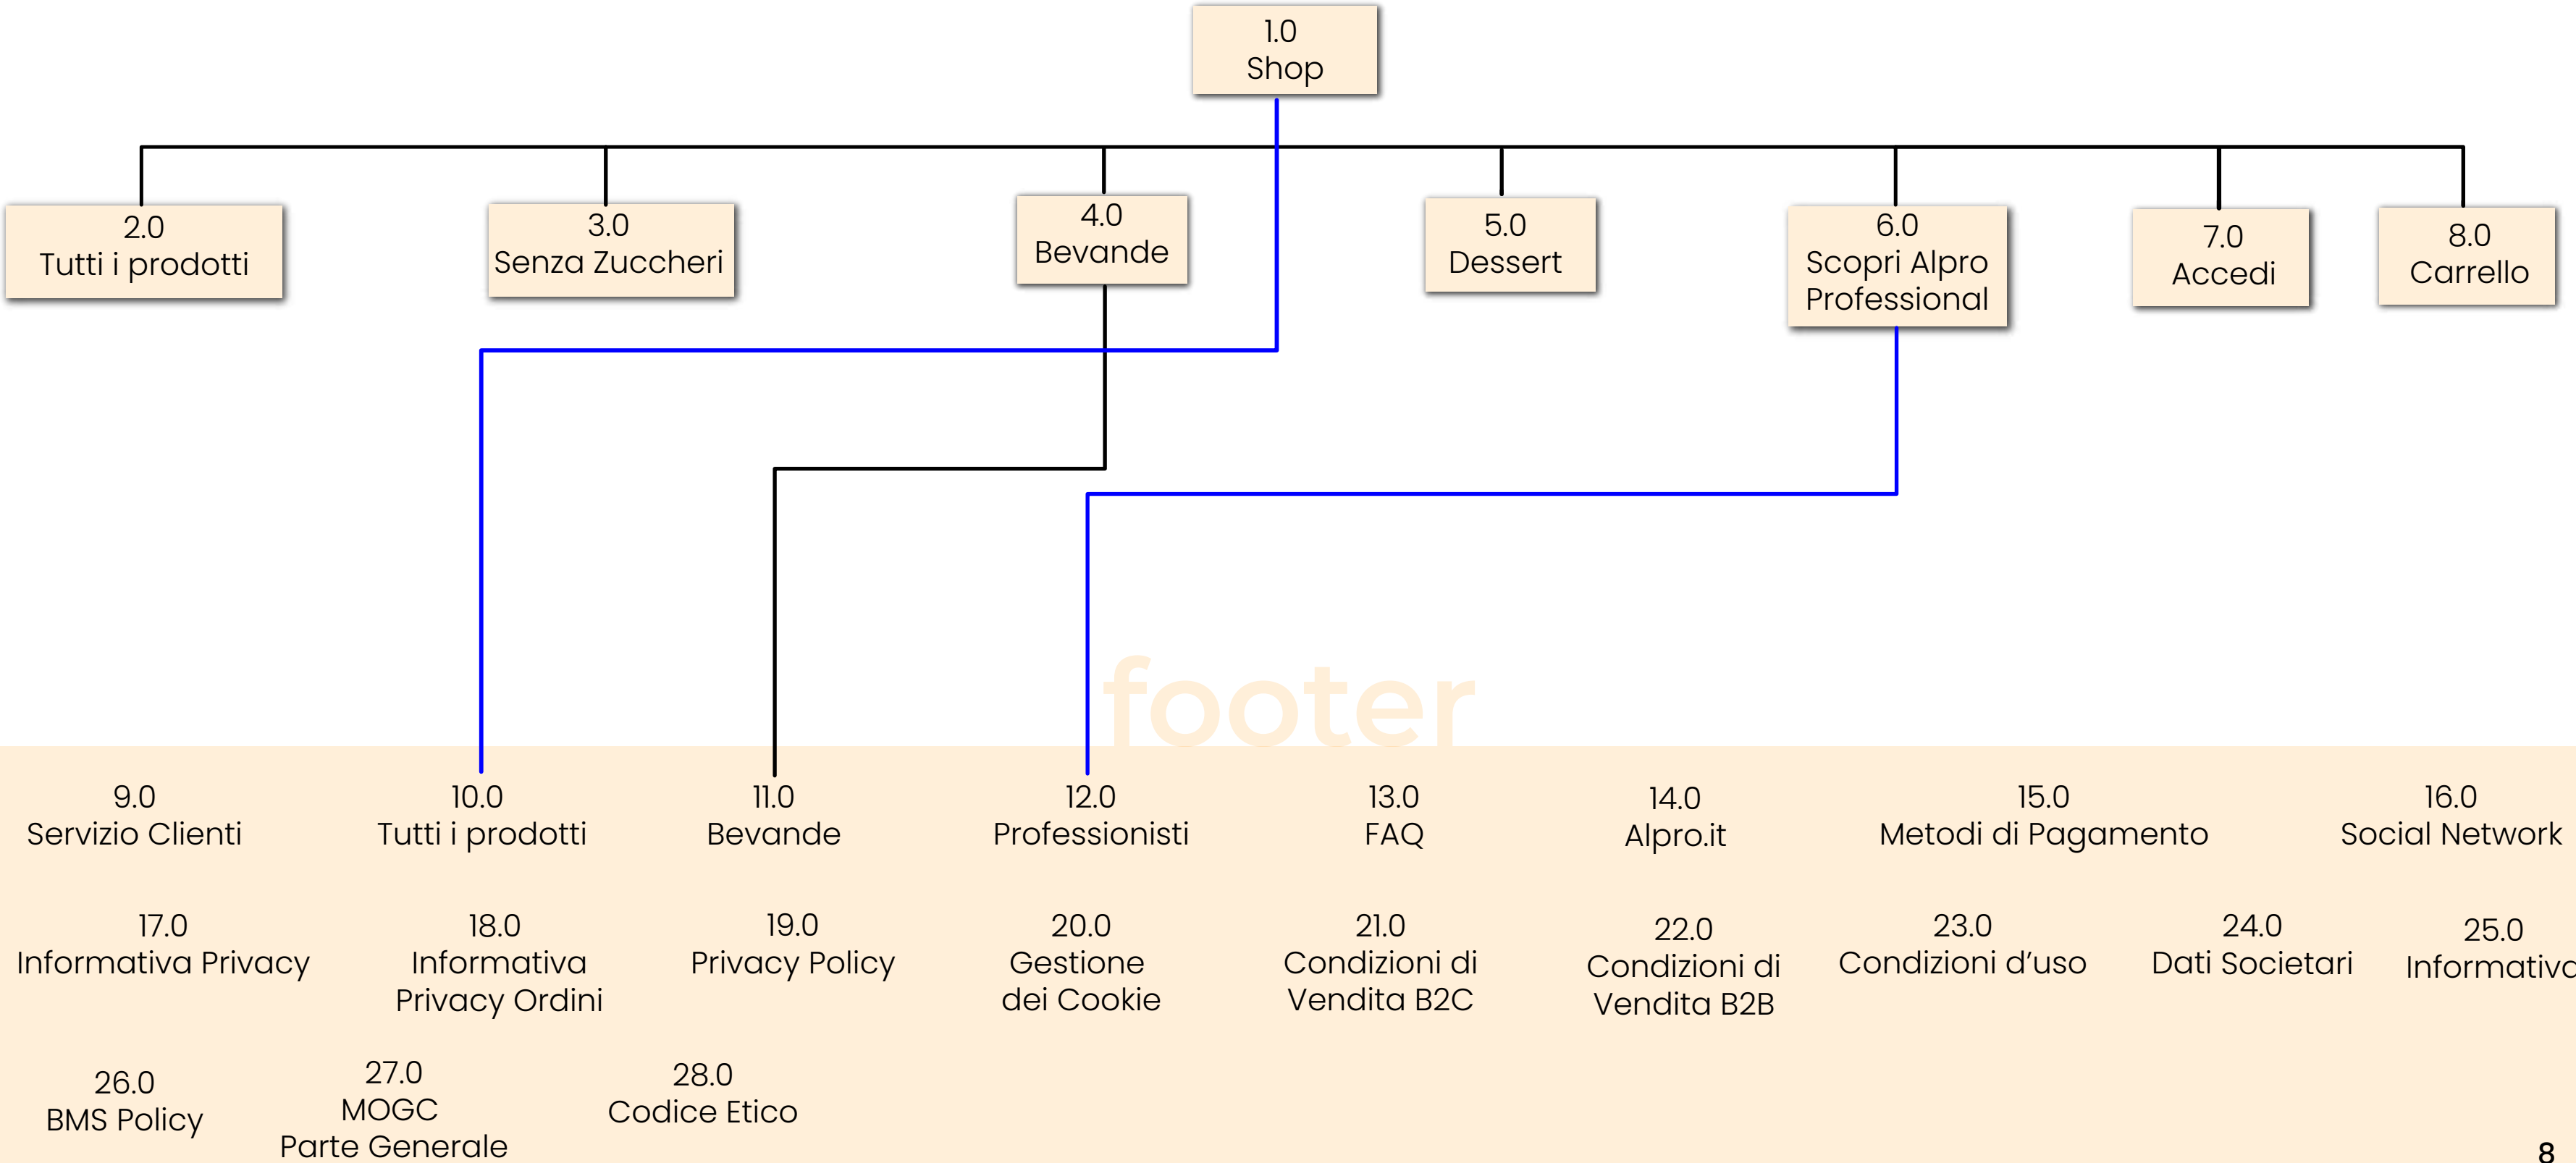 1.0
Shop
2.0
Tutti i prodotti
3.0
Senza Zuccheri
4.0
Bevande
5.0
Dessert
6.0
Scopri Alpro
Professional
7.0
Accedi
8.0
Carrello
footer
9.0
Servizio Clienti
10.0
Tutti i prodotti
11.0
Bevande
12.0
Professionisti
13.0
FAQ
14.0
Alpro.it
15.0
Metodi di Pagamento
16.0
Social Network
17.0
Informativa Privacy
18.0
Informativa
Privacy Ordini
19.0
Privacy Policy
20.0
Gestione
dei Cookie
21.0
Condizioni di
Vendita B2C
22.0
Condizioni di
Vendita B2B
23.0
Condizioni d’uso
24.0
Dati Societari
25.0
Informativa
26.0
BMS Policy
27.0
MOGC
Parte Generale
28.0
Codice Etico
8